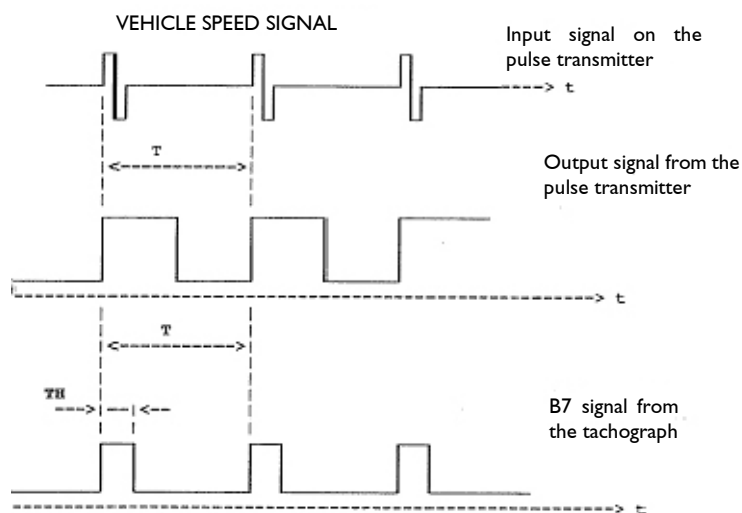 VEHICLE SPEED SIGNAL
Input signal on the
pulse transmitter
t
T
Output signal from the
pulse transmitter
t
T
TH
B7 signal from
the tachograph
t